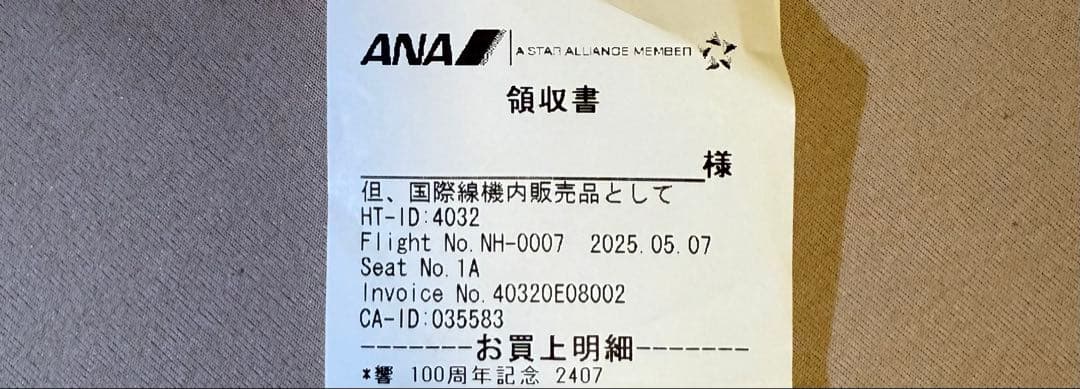 ANA A STAR ALLIANCE MEMBER
領収書
様
但、国際線機内販売品として
HT-ID:4032
Flight No.NH-0007 2025.05.07
Seat No.1A
Invoice No.40320E08002
CA-ID:035583
-------お買上明細-------
*響 100周年記念 2407